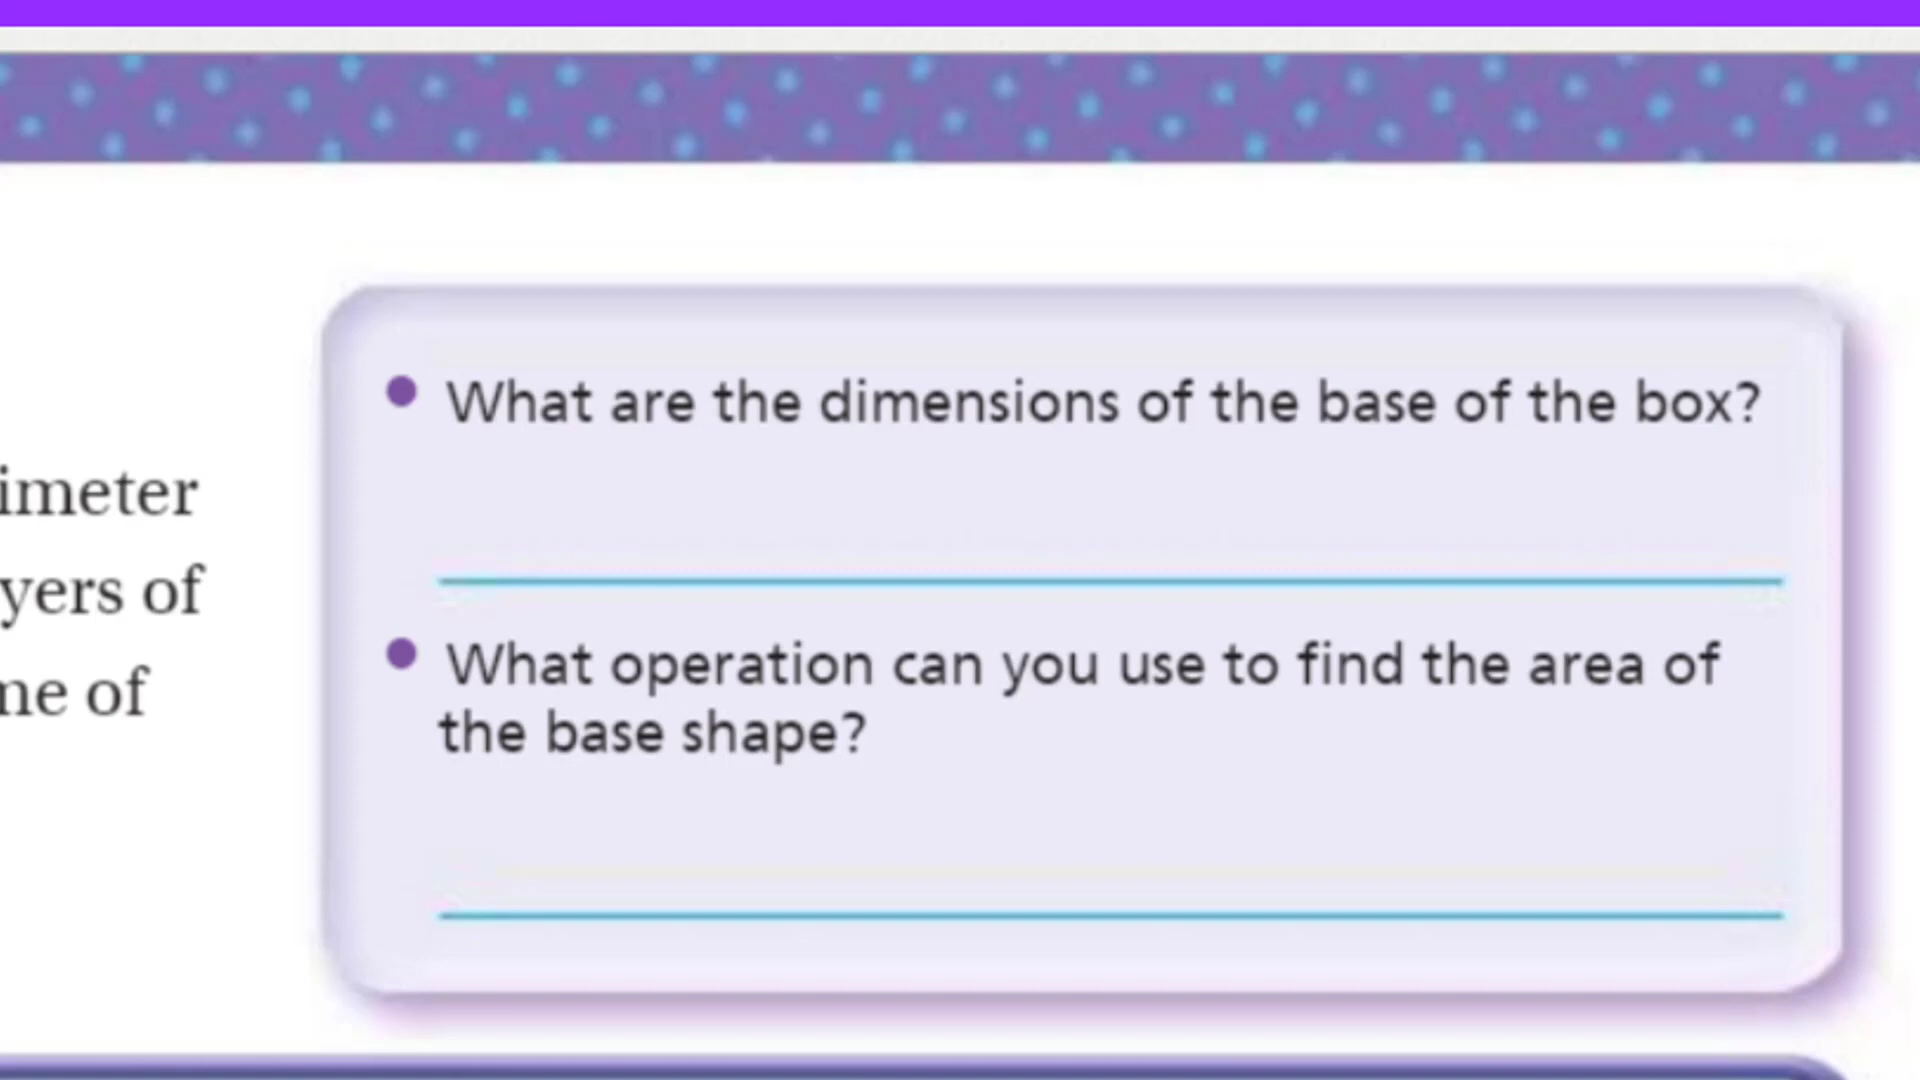 What are the dimensions of the base of the box?
imeter
yers of
What operation can you use to find the area of
me of
the base shape?